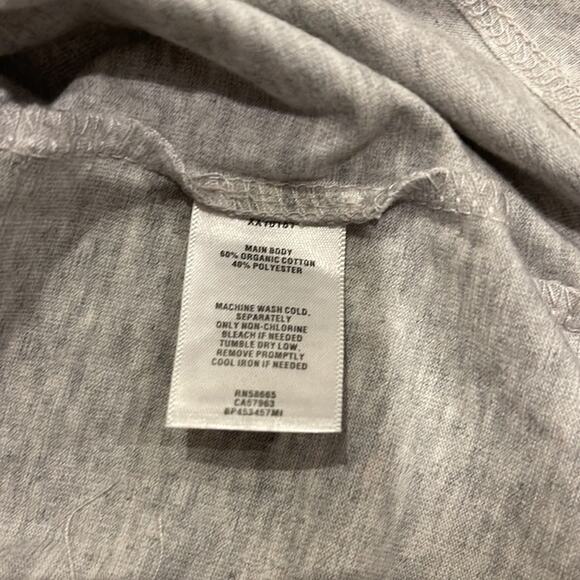 MAIN BODY
60% ORGANIC COTTON
40% POLYESTER
MACHINE WASH COLD,
SEPARATELY
ONLY NON-CHLORINE
BLEACH IF NEEDED
TUMBLE DRY LOW,
REMOVE PROMPTLY
COOL IRON IF NEEDED
RN58665
CA57963
BP453457MI